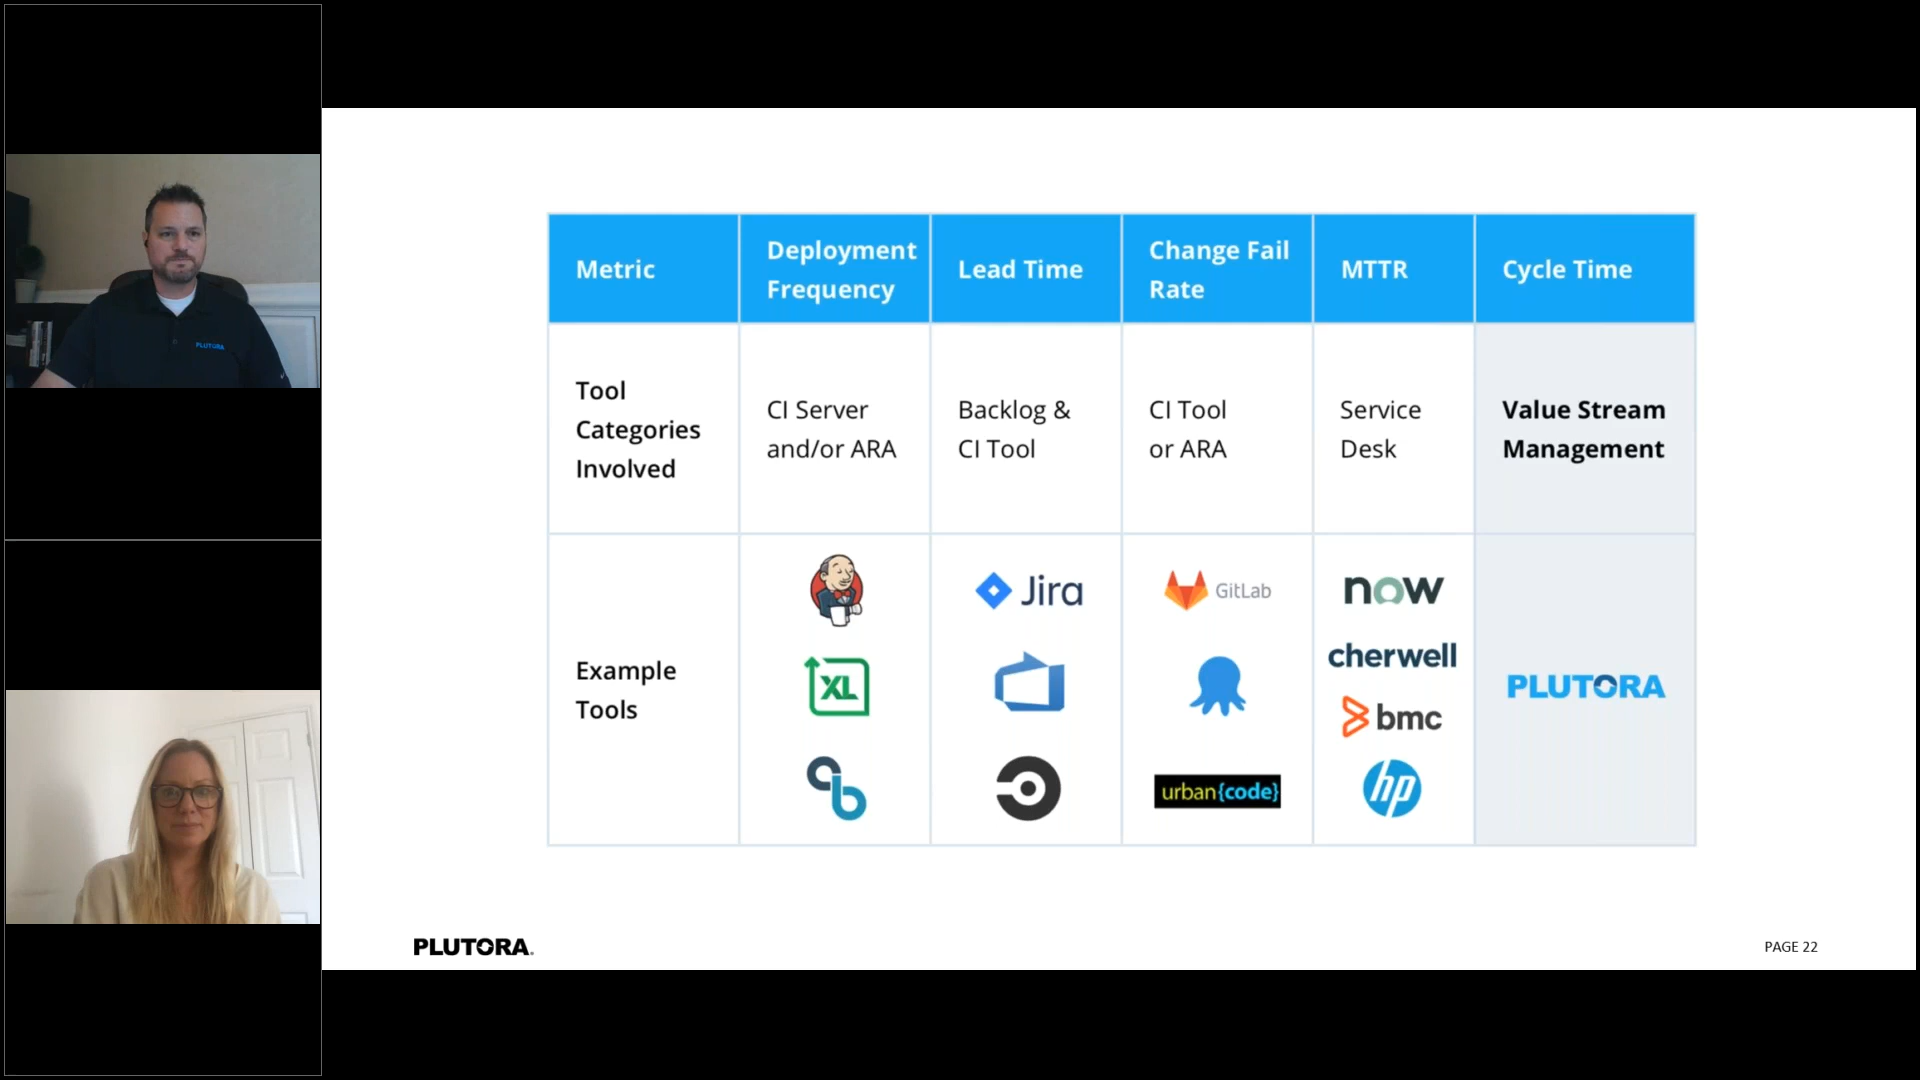 Metric
Deployment
Frequency
Lead Time
Change Fail
Rate
MTTR
Cycle Time
Tool
Categories
Involved
CI Server
and/or ARA
Backlog &
CI Tool
CI Tool
or ARA
Service
Desk
Value Stream
Management
Example
Tools
XL
Jira
GitLab
urban{code}
now
cherwell
bmc
hp
PLUTORA
PLUTORA
PAGE 22
PLUTORA